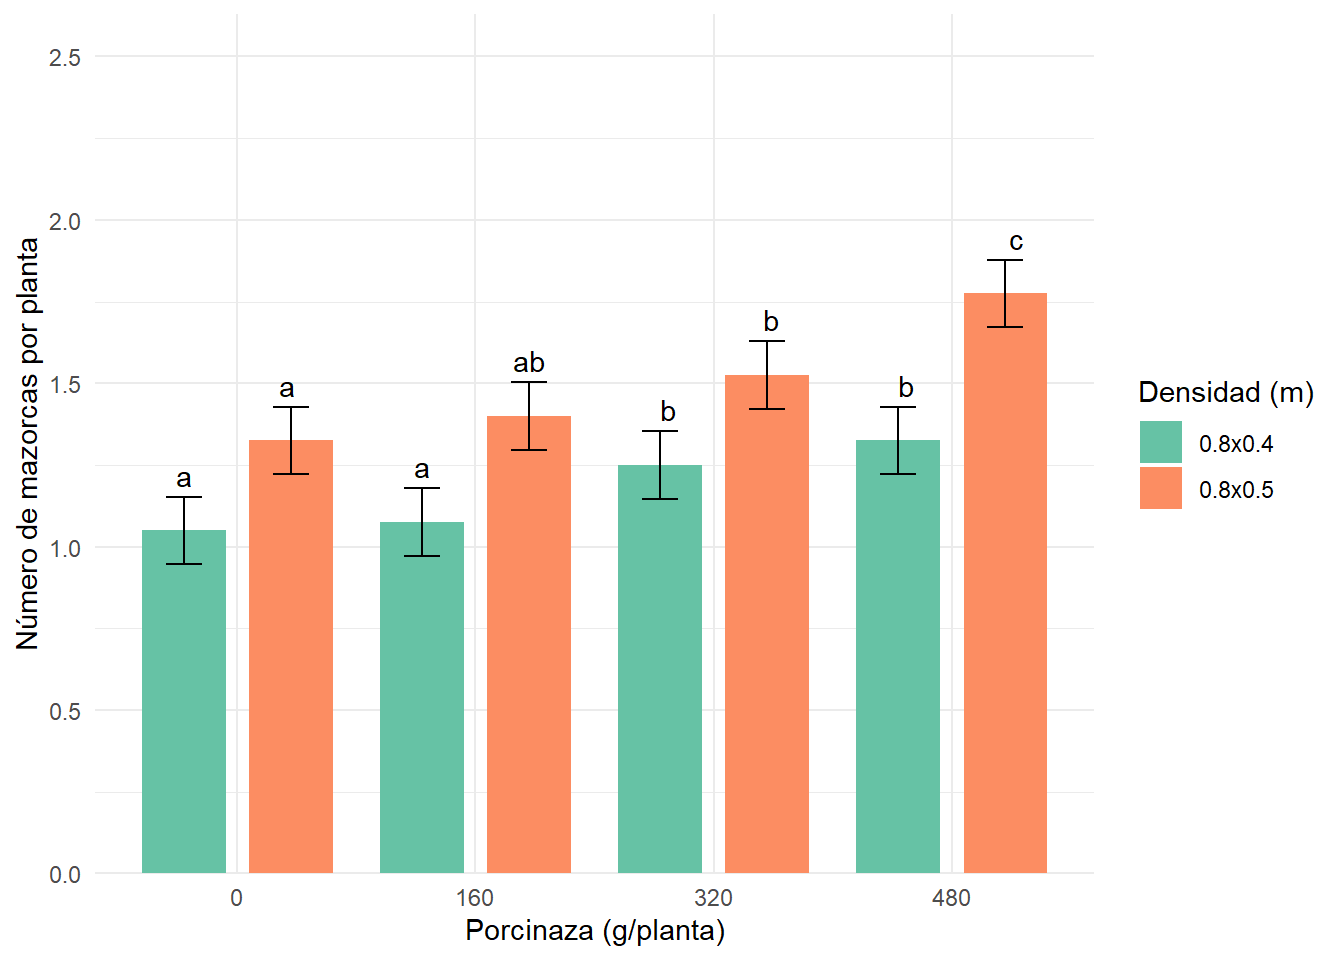 2.5
2.0
1.5
1.0
0.5
0.0
Número de mazorcas por planta
a
a
a
ab
b
b
b
c
0
160
320
480
Porcinaza (g/planta)
Densidad (m)
0.8x0.4
0.8x0.5